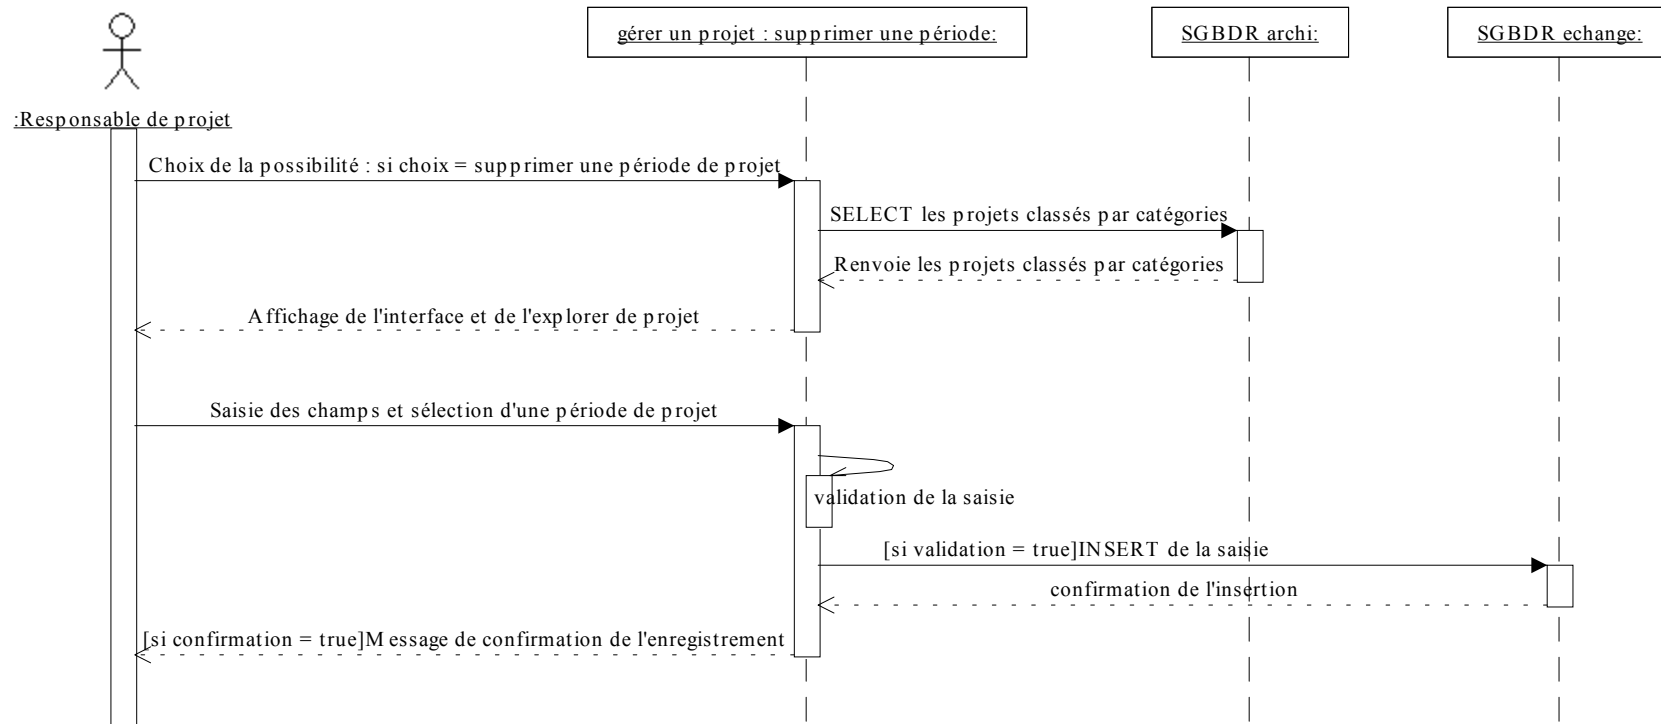 gérer un projet : supprimer une période:
SGBDR archi:
SGBDR echange:
:Responsable de projet
Choix de la possibilité : si choix = supprimer une période de projet
SELECT les projets classés par catégories
Renvoie les projets classés par catégories
Affichage de l'interface et de l'explorer de projet
Saisie des champs et sélection d'une période de projet
validation de la saisie
[si validation = true]INSERT de la saisie
confirmation de l'insertion
[si confirmation = true]Message de confirmation de l'enregistrement